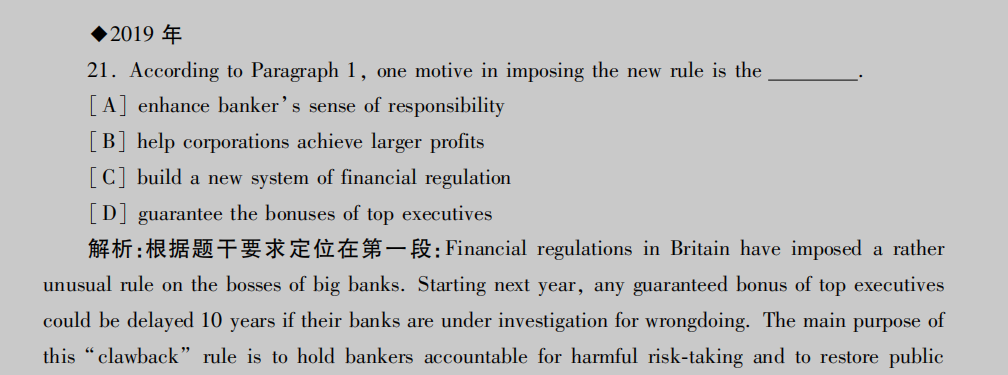 ◆2019 年
21. According to Paragraph 1, one motive in imposing the new rule is the ________.
[A] enhance banker's sense of responsibility
[B] help corporations achieve larger profits
[C] build a new system of financial regulation
[D] guarantee the bonuses of top executives
解析:根据题干要求定位在第一段:Financial regulations in Britain have imposed a rather
unusual rule on the bosses of big banks. Starting next year, any guaranteed bonus of top executives
could be delayed 10 years if their banks are under investigation for wrongdoing. The main purpose of
this “clawback” rule is to hold bankers accountable for harmful risk-taking and to restore public